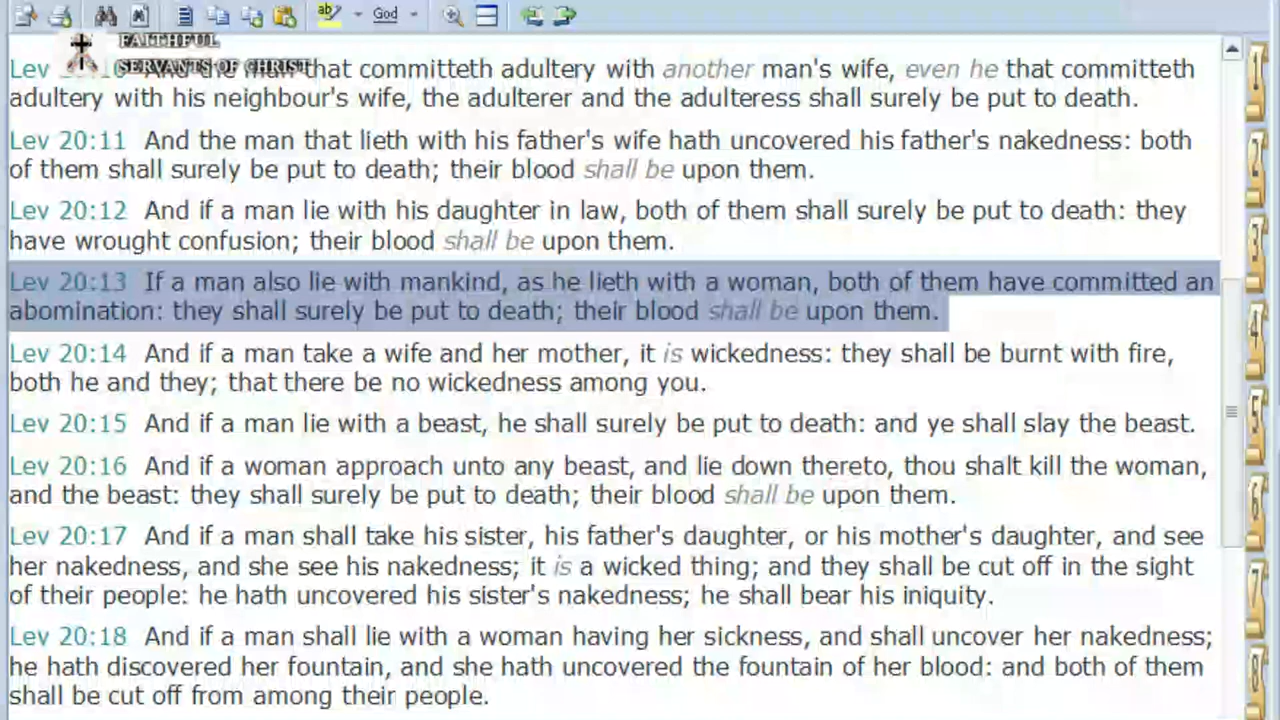 God
FAITHFUL
SERVANTS OF CHRIST
Lev that committeth adultery with another man's wife, even he that committeth
adultery with his neighbour's wife, the adulterer and the adulteress shall surely be put to death.
Lev 20:11 And the man that lieth with his father's wife hath uncovered his father's nakedness: both
of them shall surely be put to death; their blood shall be upon them.
Lev 20:12 And if a man lie with his daughter in law, both of them shall surely be put to death: they
have wrought confusion; their blood shall be upon them.
Lev 20:13 If a man also lie with mankind, as he lieth with a woman, both of them have committed an
abomination: they shall surely be put to death; their blood shall be upon them.
Lev 20:14 And if a man take a wife and her mother, it is wickedness: they shall be burnt with fire,
both he and they; that there be no wickedness among you.
Lev 20:15 And if a man lie with a beast, he shall surely be put to death: and ye shall slay the beast.
Lev 20:16 And if a woman approach unto any beast, and lie down thereto, thou shalt kill the woman,
and the beast: they shall surely be put to death; their blood shall be upon them.
Lev 20:17 And if a man shall take his sister, his father's daughter, or his mother's daughter, and see
her nakedness, and she see his nakedness; it is a wicked thing; and they shall be cut off in the sight
of their people: he hath uncovered his sister's nakedness; he shall bear his iniquity.
Lev 20:18 And if a man shall lie with a woman having her sickness, and shall uncover her nakedness;
he hath discovered her fountain, and she hath uncovered the fountain of her blood: and both of them
shall be cut off from among their people.
1
2
3
4
5
6
7
8